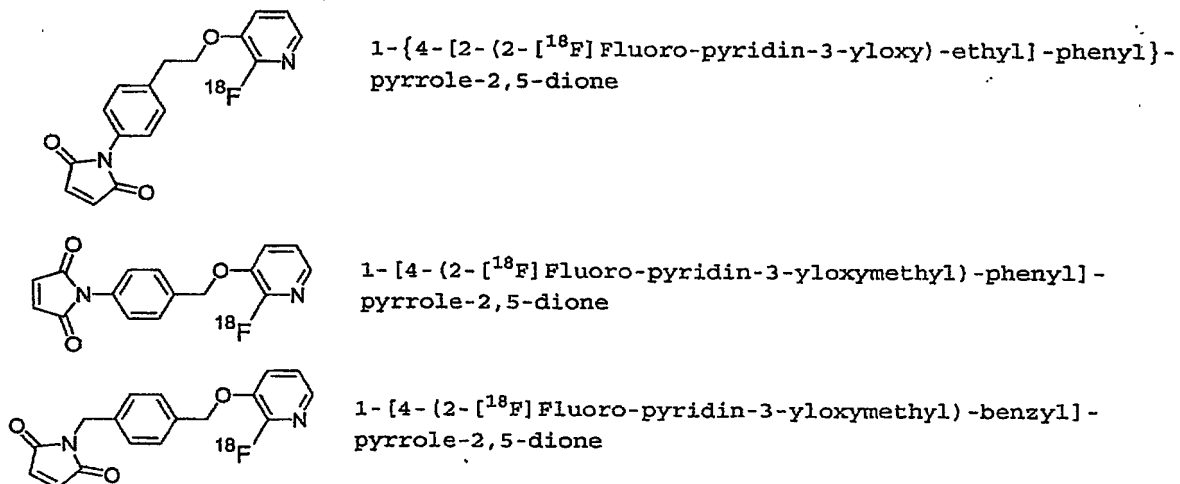 1-{4-[2-(2-[¹⁸F]Fluoro-pyridin-3-yloxy)-ethyl]-phenyl}-
pyrrole-2,5-dione
O
N
¹⁸F
O
N
O
1-[4-(2-[¹⁸F]Fluoro-pyridin-3-yloxymethyl)-phenyl]-
pyrrole-2,5-dione
O
O
N
N
¹⁸F
O
1-[4-(2-[¹⁸F]Fluoro-pyridin-3-yloxymethyl)-benzyl]-
pyrrole-2,5-dione
O
O
N
N
¹⁸F
O